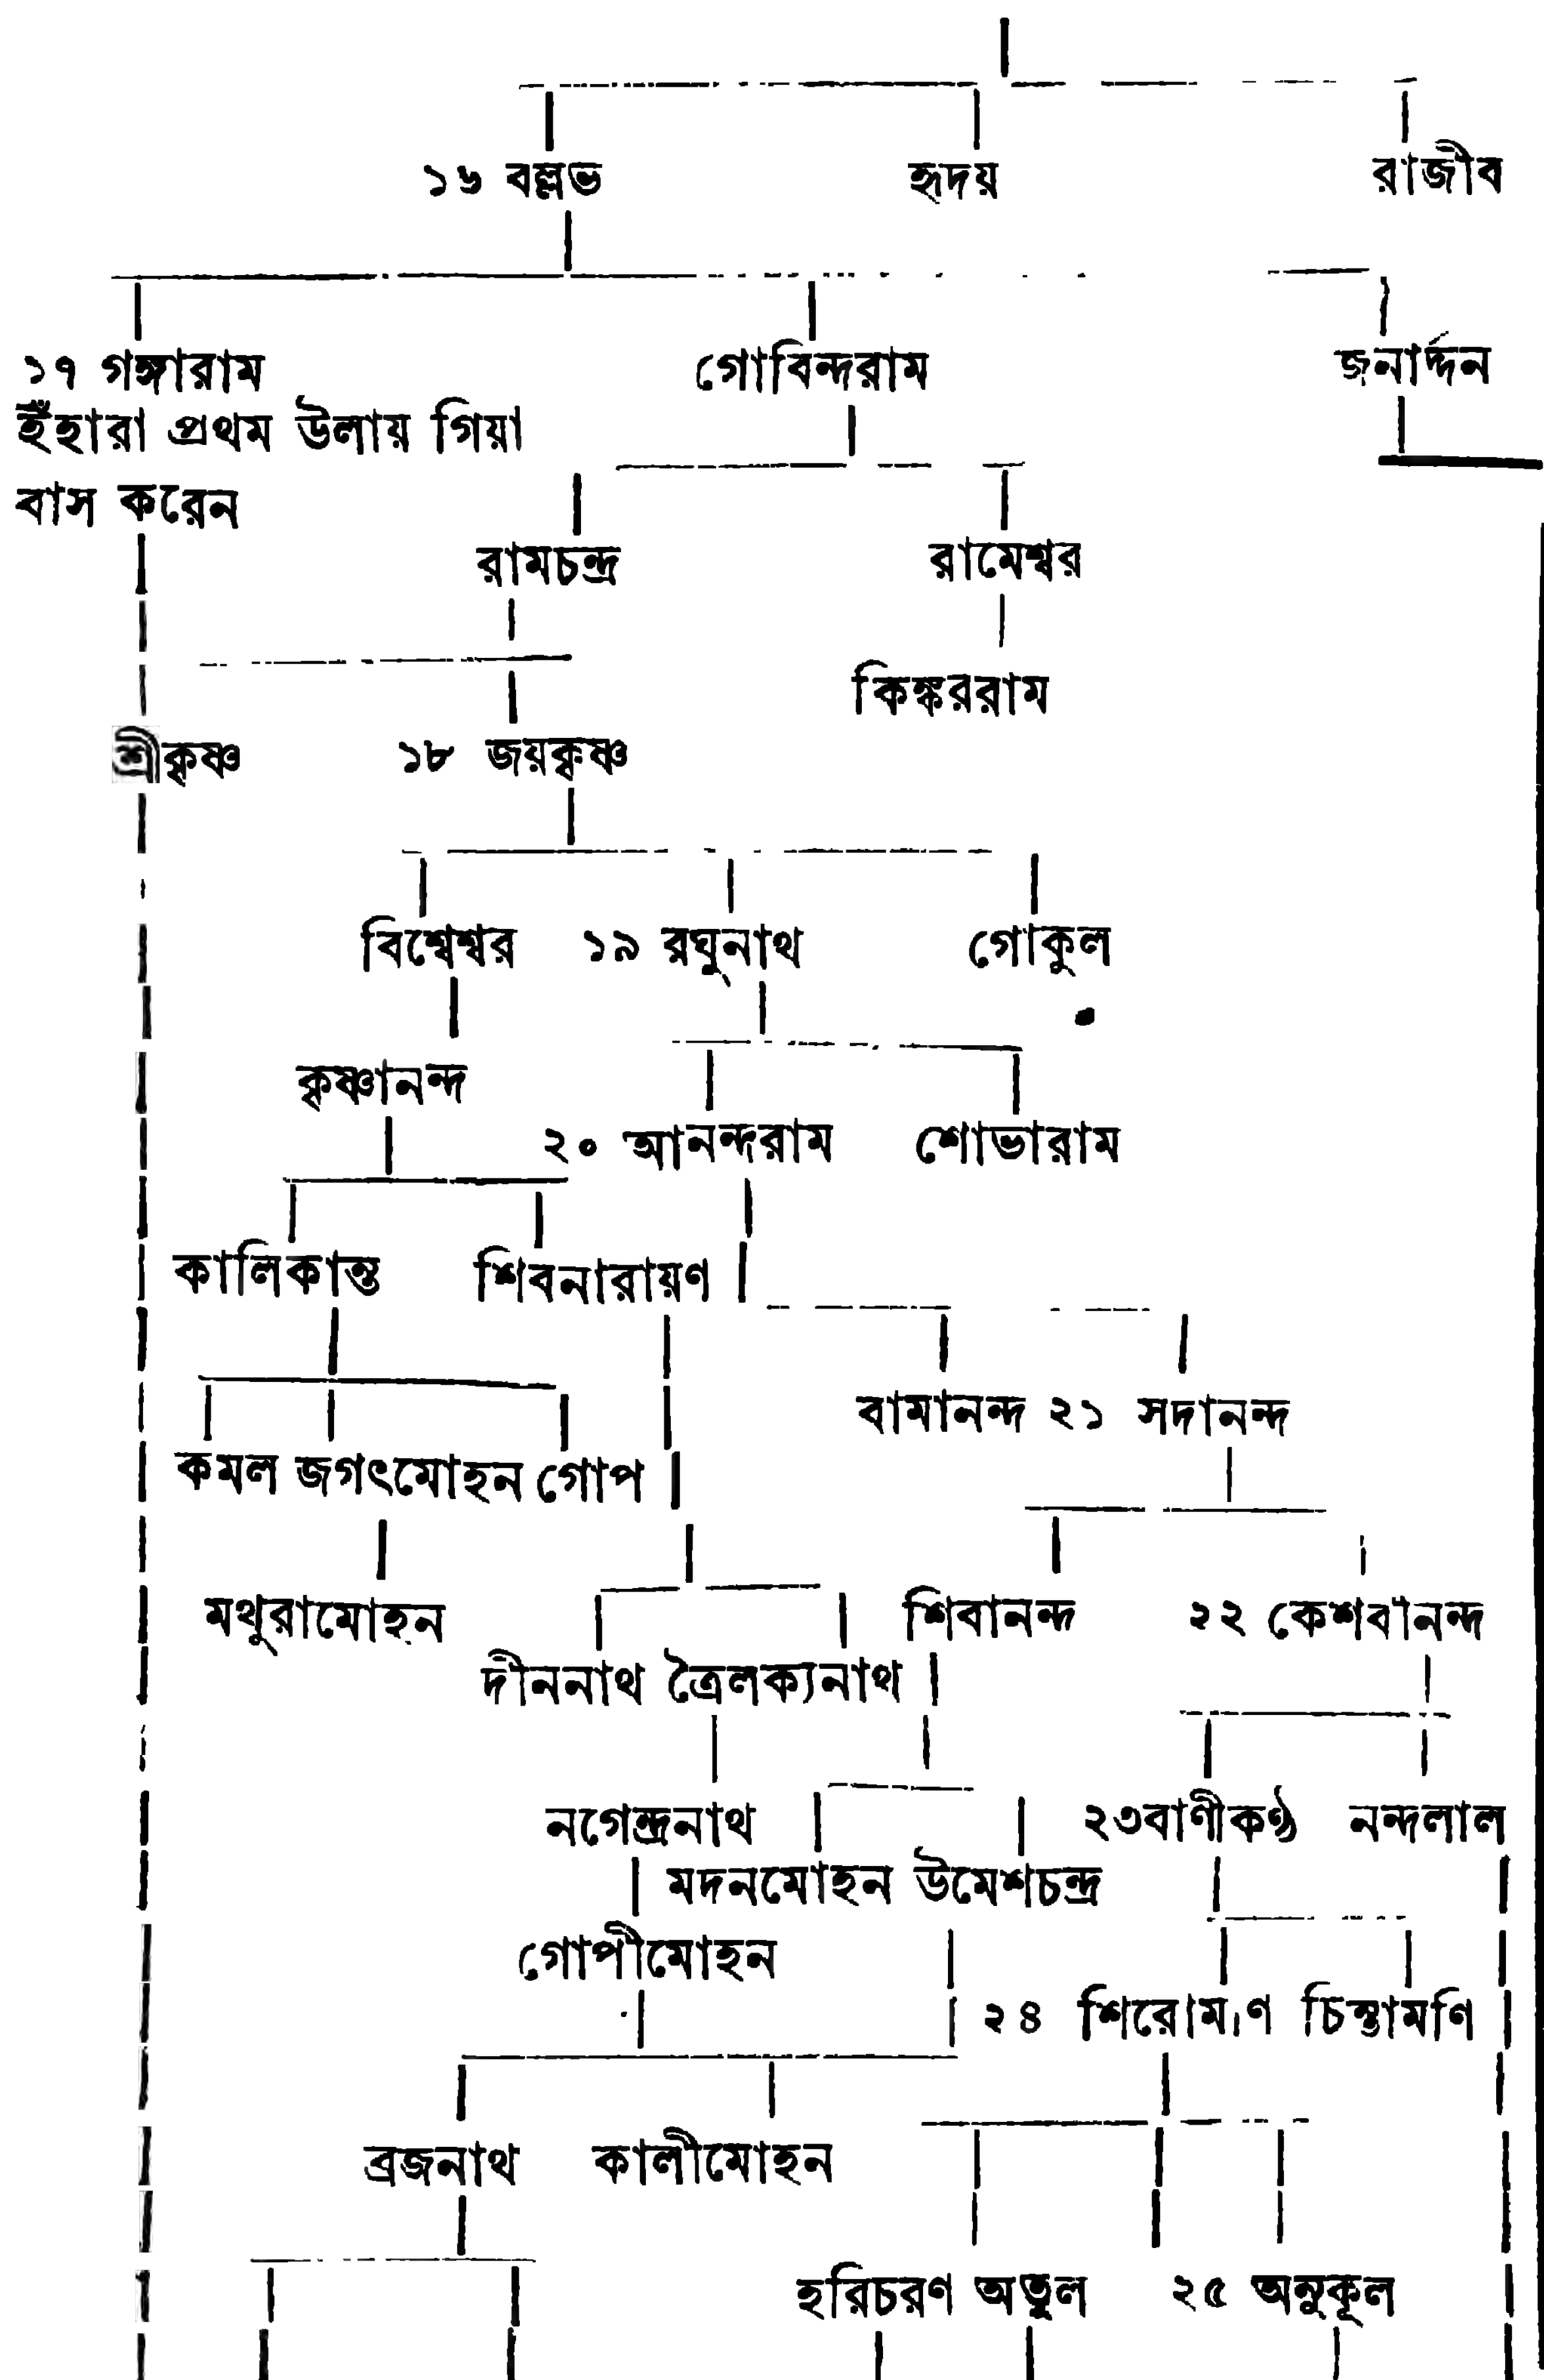 ১৬ বল্লভ হৃদয় রাজীব
১৭ গঙ্গারাম গোবিন্দরাম জনার্দ্দন
ইঁহারা প্রথম উলায় গিয়া
বাস করেন
রামচন্দ্র রামেশ্বর
কিঙ্কররাম
শ্রীকৃষ্ণ ১৮ জয়কৃষ্ণ
বিশ্বেশ্বর ১৯ রঘুনাথ গোকুল
কৃষ্ণানন্দ
২০ আনন্দরাম শোভারাম
কালিকান্ত শিবনারায়ণ
বামানন্দ ২১ সদানন্দ
কমল জগৎমোহন গোপ
মথুরামোহন শিবানন্দ ২২ কেশবানন্দ
দীননাথ ত্রৈলক্যনাথ
নগেন্দ্রনাথ ২৩বাণীকণ্ঠ নন্দলাল
মদনমোহন উমেশচন্দ্র
গোপীমোহন
২৪ শিরোমণি চিন্তামণি
ব্রজনাথ কালীমোহন
হরিচরণ অতুল ২৫ অনুকূল